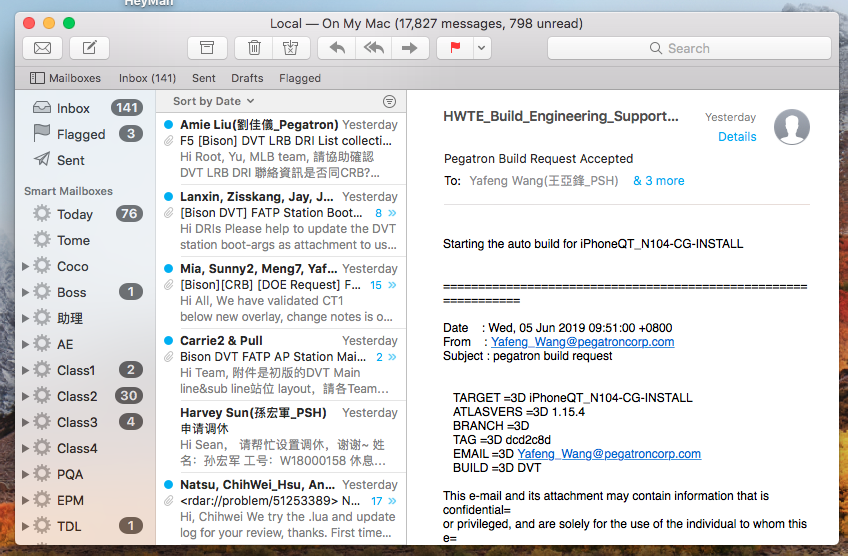 HeyMail
Local — On My Mac (17,827 messages, 798 unread)
Search
Mailboxes Inbox (141) Sent Drafts Flagged
Inbox 141
Flagged 3
Sent
Smart Mailboxes
Today 76
Tome
Coco
Boss 1
助理
AE
Class1 2
Class2 30
Class3 4
Class4
PQA
EPM
TDL 1
Sort by Date
Amie Liu(劉佳儀_Pegatron) Yesterday
F5 [Bison] DVT LRB DRI List collecti...
Hi Root, Yu, MLB team, 請協助確認
DVT LRB DRI 聯絡資訊是否同CRB?...
Lanxin, Zisskang, Jay, J... Yesterday
[Bison DVT] FATP Station Boot... 8 »
Hi DRIs Please help to update the DVT
station boot-args as attachment to us...
Mia, Sunny2, Meng7, Yaf... Yesterday
[Bison][CRB] [DOE Request] F... 15 »
Hi All, We have validated CT1
below new overlay, change notes is o...
Carrie2 & Pull Yesterday
Bison DVT FATP AP Station Mai... 2 »
Hi Team, 附件是初版的DVT Main
line&sub line站位 layout，請各Team...
Harvey Sun(孫宏軍_PSH) Yesterday
申请调休
Hi Sean， 请帮忙设置调休，谢谢~ 姓
名：孙宏军 工号：W18000158 休息...
Natsu, ChihWei_Hsu, An... Yesterday
<rdar://problem/51253389> N... 17 »
Hi, Chihwei We try the .lua and update
log for your review, thanks. First time...
HWTE_Build_Engineering_Support... Yesterday
Details
Pegatron Build Request Accepted
To: Yafeng Wang(王亞鋒_PSH) & 3 more
Starting the auto build for iPhoneQT_N104-CG-INSTALL
=====================================================
===========
Date : Wed, 05 Jun 2019 09:51:00 +0800
From : Yafeng_Wang@pegatroncorp.com
Subject : pegatron build request
TARGET =3D iPhoneQT_N104-CG-INSTALL
ATLASVERS =3D 1.15.4
BRANCH =3D
TAG =3D dcd2c8d
EMAIL =3D Yafeng_Wang@pegatroncorp.com
BUILD =3D DVT
This e-mail and its attachment may contain information that is
confidential=
or privileged, and are solely for the use of the individual to whom this
e=